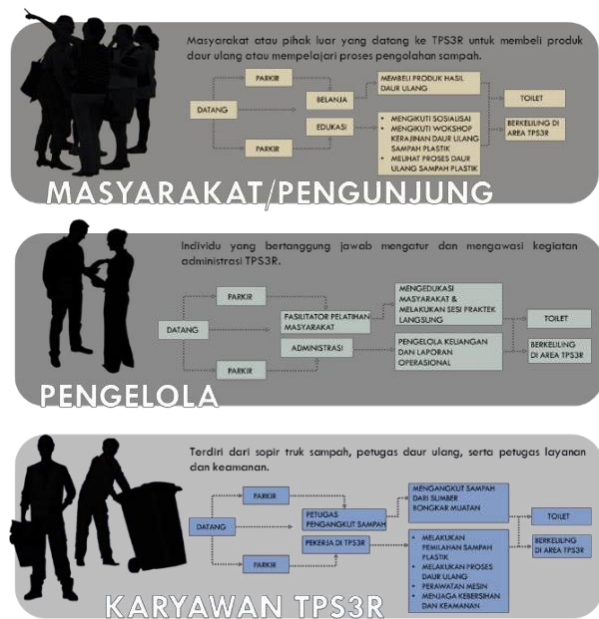 Masyarakat atau pihak luar yang datang ke TPS3R untuk membeli produk
daur ulang atau mempelajari proses pengolahan sampah.
PARKIR
MEMBELI PRODUK HASIL
DAUR ULANG
DATANG
BELANJA
TOILET
EDUKASI
PARKIR
• MENGIKUTI SOSIALISAI
• MENGIKUTI WOKSHOP
KERAJINAN DAUR ULANG
SAMPAH PLASTIK
• MELIHAT PROSES DAUR
ULANG SAMPAH PLASTIK
BERKELILING DI
AREA TPS3R
MASYARAKAT/PENGUNJUNG
Individu yang bertanggung jawab mengatur dan mengawasi kegiatan
administrasi TPS3R.
PARKIR
MENGEDUKASI
MASYARAKAT &
MELAKUKAN SESI PRAKTEK
LANGSUNG
DATANG
FASILITATOR PELATIHAN
MASYARAKAT
TOILET
ADMINISTRASI
PARKIR
PENGELOLA KEUANGAN
DAN LAPORAN
OPERASIONAL
BERKELILING
DI AREA TPS3R
PENGELOLA
Terdiri dari sopir truk sampah, petugas daur ulang, serta petugas layanan
dan keamanan.
PARKIR
MENGANGKUT SAMPAH
DARI SUMBER
BONGKAR MUATAN
DATANG
PETUGAS
PENGANGKUT SAMPAH
TOILET
PEKERJA DI TPS3R
PARKIR
• MELAKUKAN
PEMILAHAN SAMPAH
PLASTIK
• MELAKUKAN PROSES
DAUR ULANG
• PERAWATAN MESIN
• MENJAGA KEBERSIHAN
DAN KEAMANAN
BERKELILING
DI AREA TPS3R
KARYAWAN TPS3R